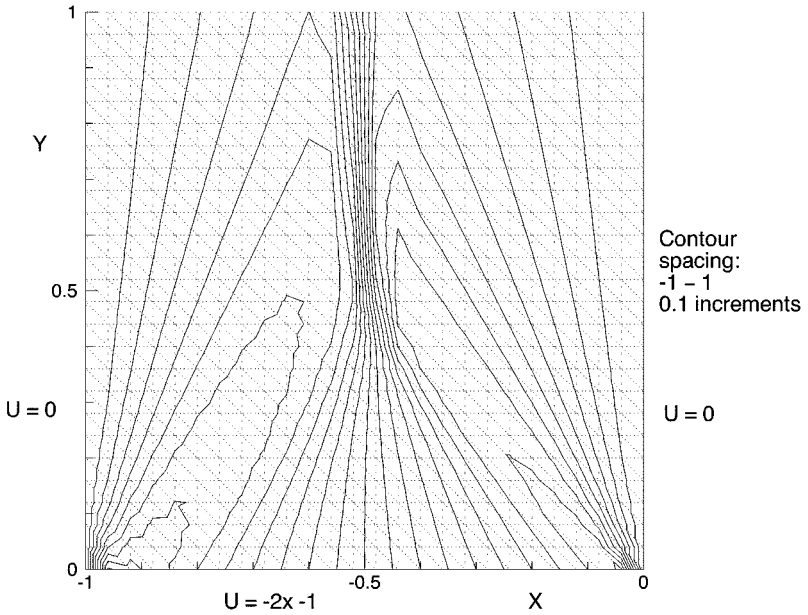 1
Y
0.5
U = 0
0
-1
-0.5
0
U = -2x -1
X
Contour
spacing:
-1 – 1
0.1 increments
U = 0